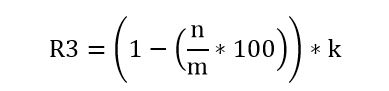 R3 = (1 − (n/m * 100)) * k